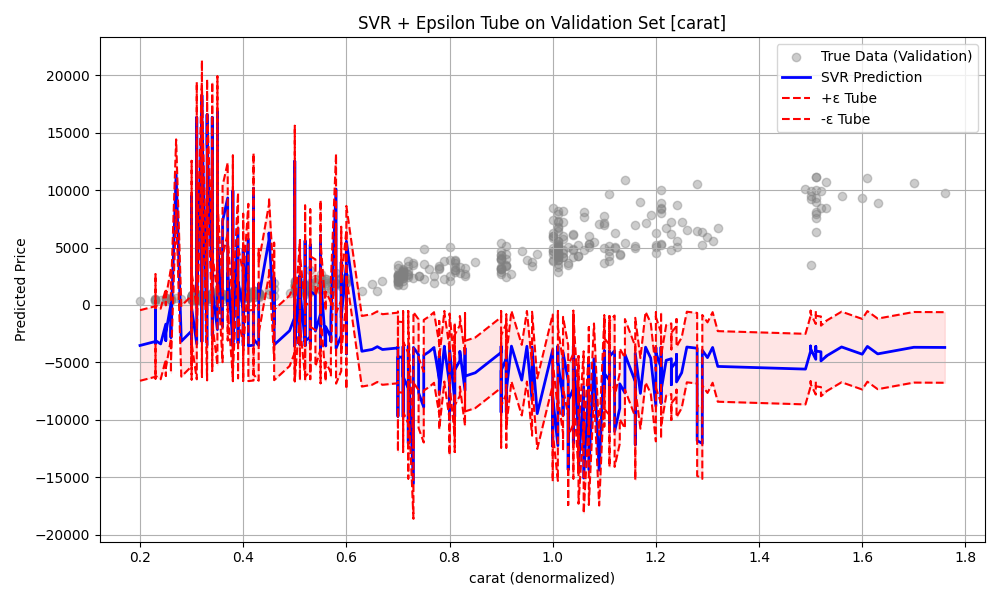 SVR + Epsilon Tube on Validation Set [carat]
True Data (Validation)
SVR Prediction
+ε Tube
-ε Tube
Predicted Price
20000
15000
10000
5000
0
−5000
−10000
−15000
−20000
0.2 0.4 0.6 0.8 1.0 1.2 1.4 1.6 1.8
carat (denormalized)